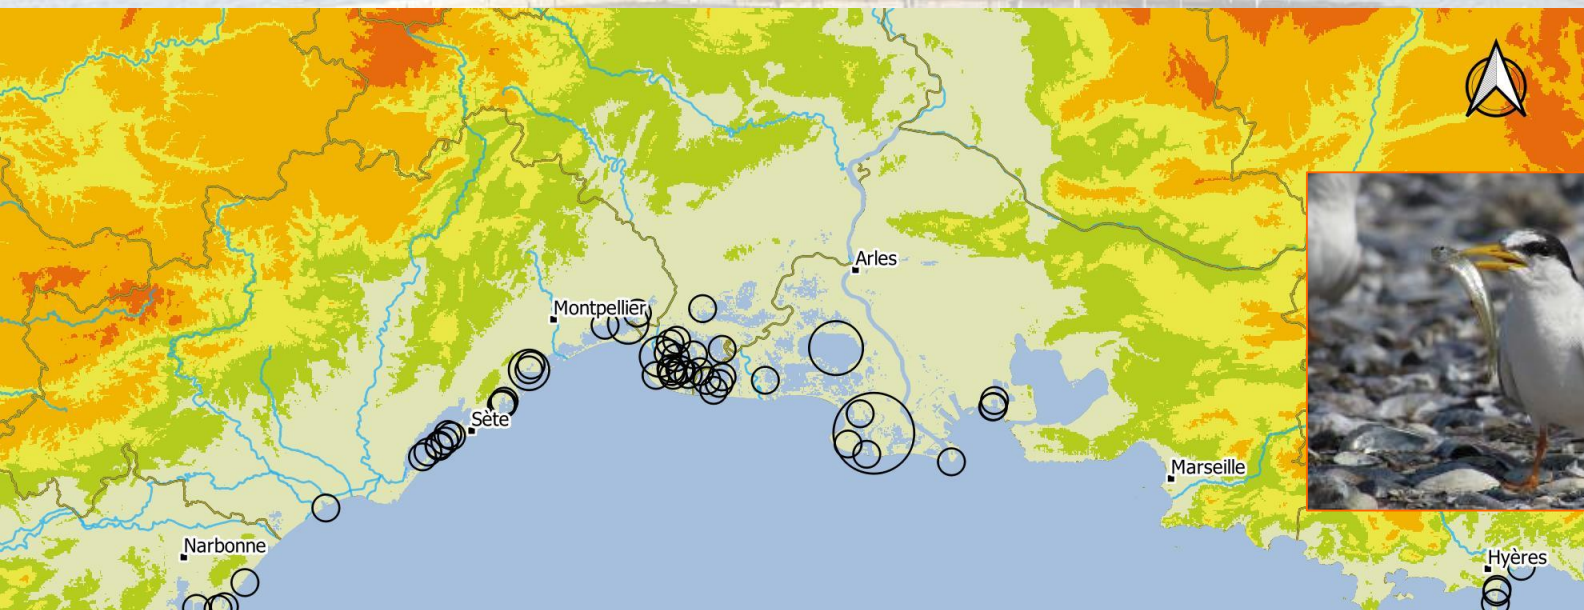 Arles
Montpellier
Sète
Marseille
Narbonne
Hyères